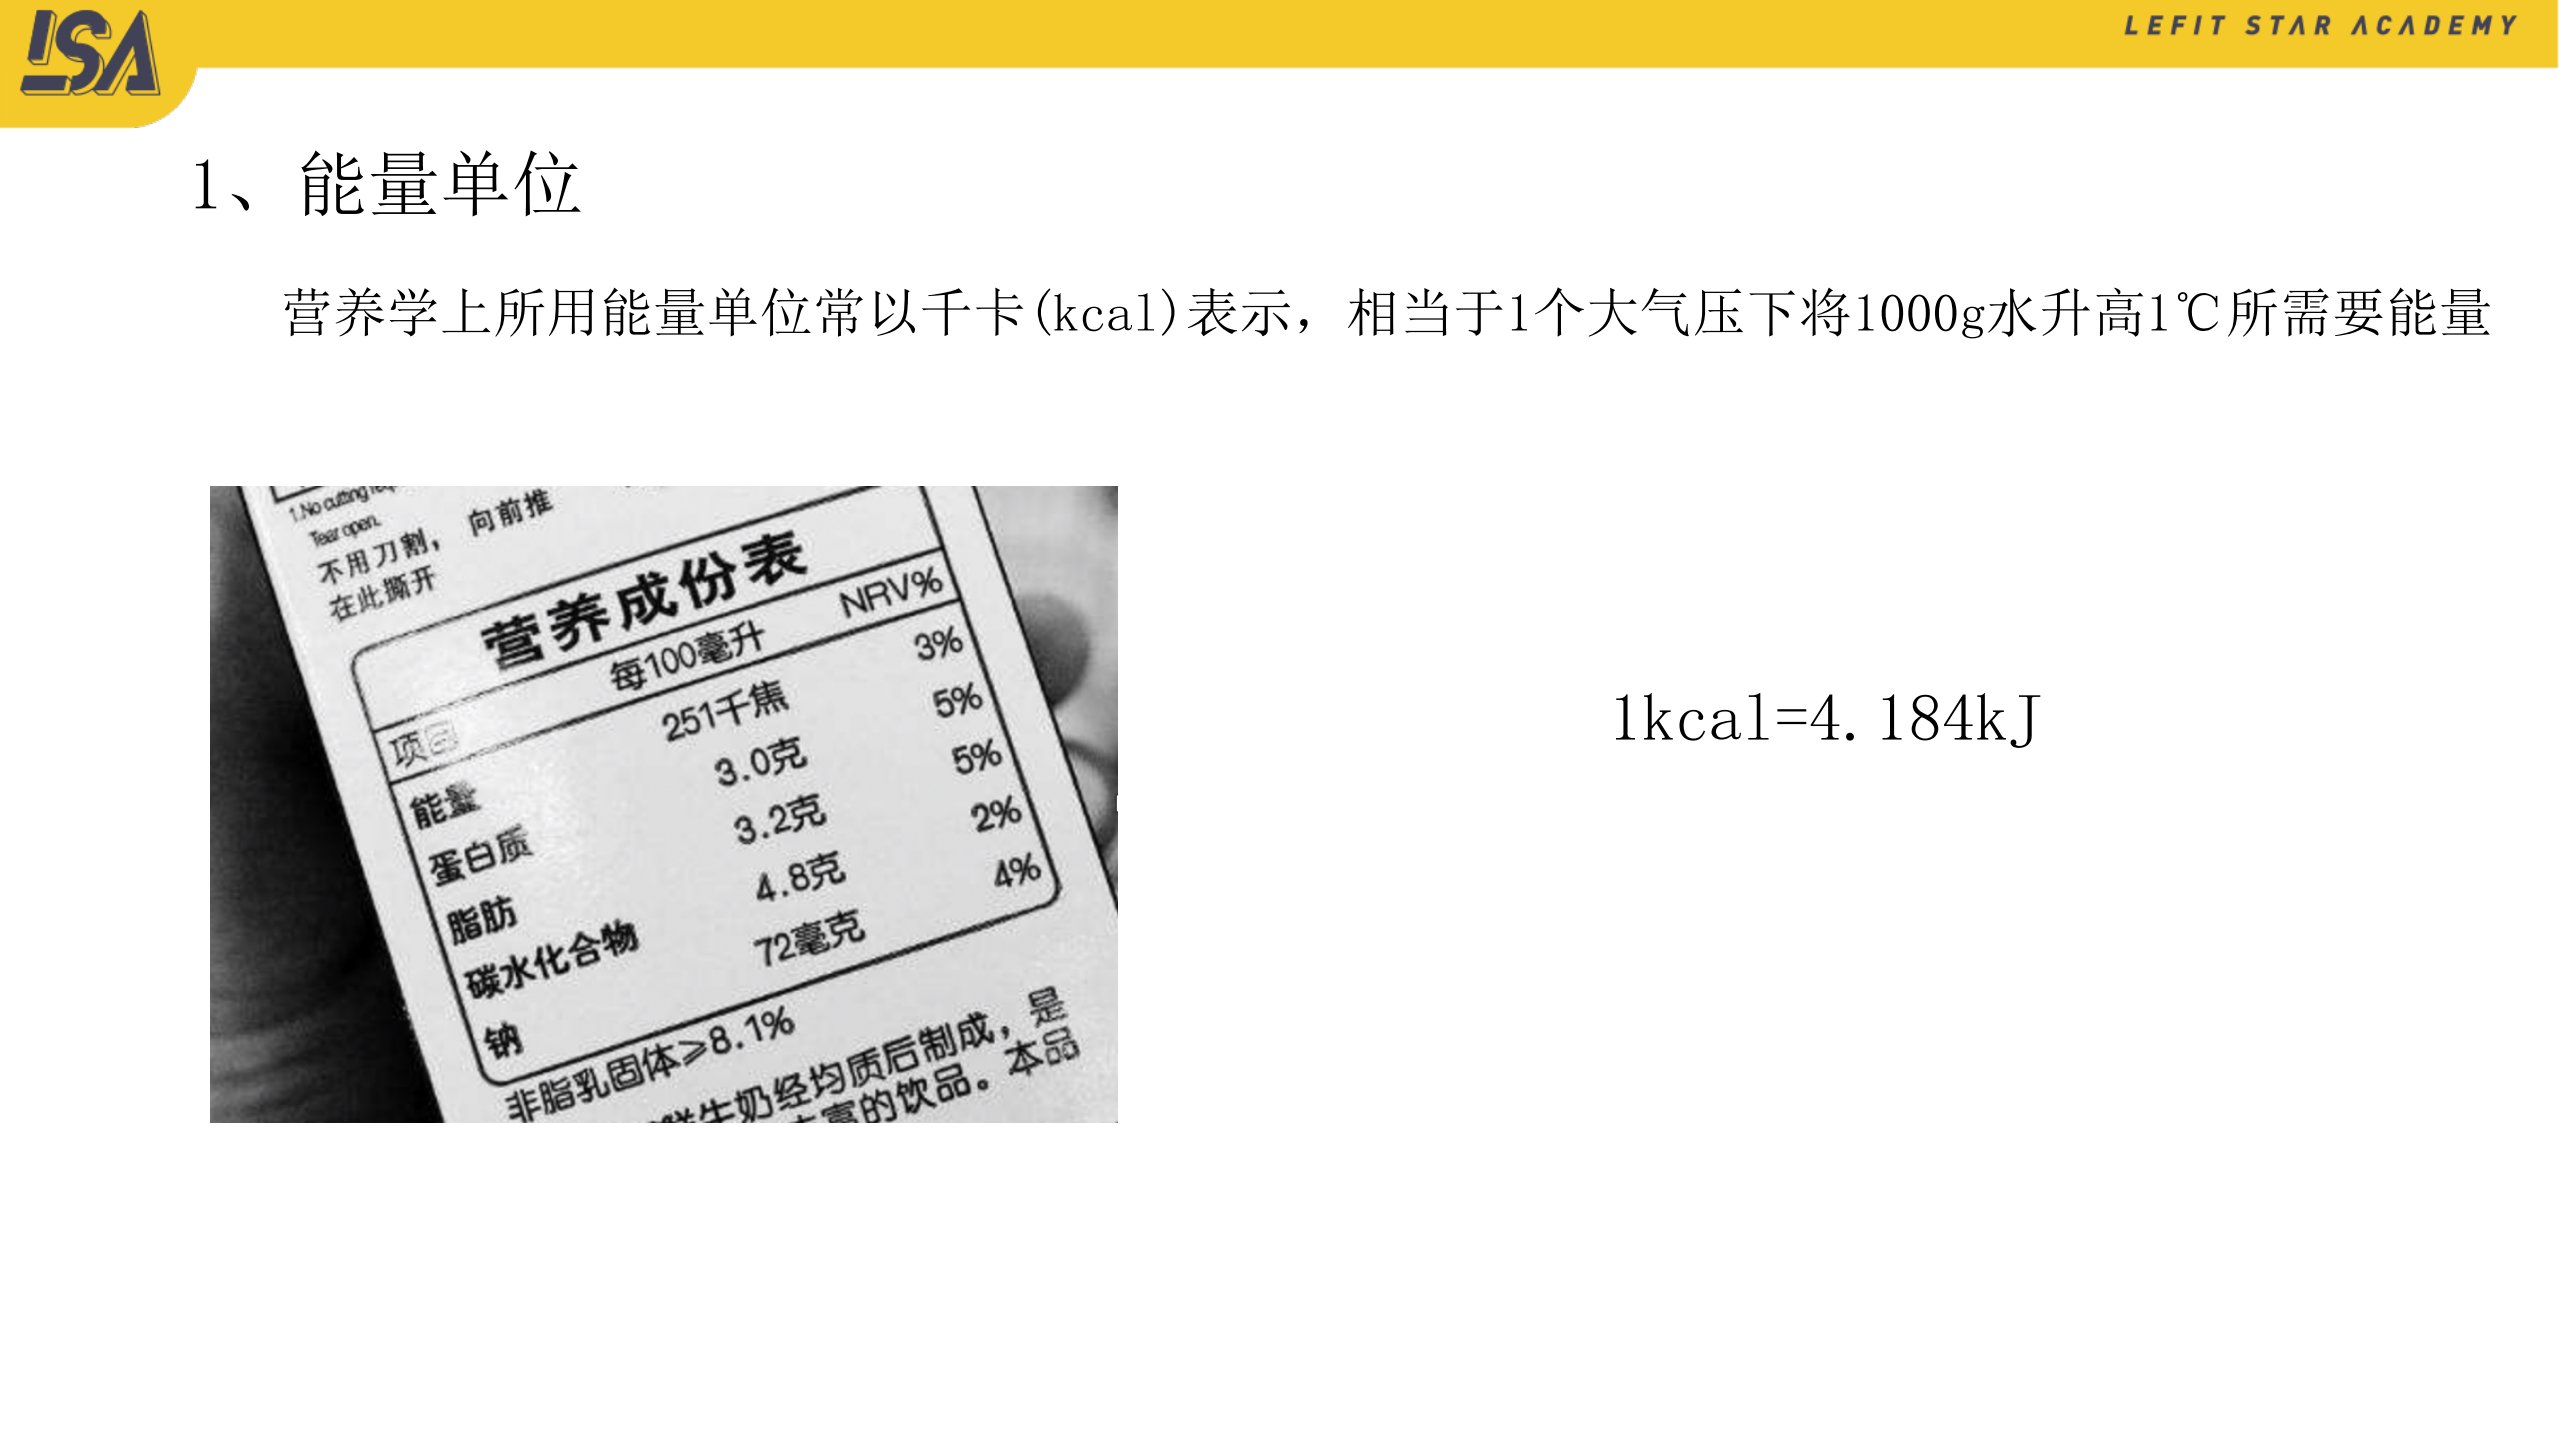 LSA
LEFIT STAR ACADEMY
1、能量单位
营养学上所用能量单位常以千卡(kcal)表示，相当于1个大气压下将1000g水升高1℃所需要能量
1.No cutting
Tear open.
不用刀割， 向前推
在此撕开
营养成份表
项目 每100毫升 NRV%
能量 251千焦 3%
蛋白质 3.0克 5%
脂肪 3.2克 5%
碳水化合物 4.8克 2%
钠 72毫克 4%
非脂乳固体≥8.1%
鲜牛奶经均质后制成，是
富的饮品。本品
1kcal=4.184kJ